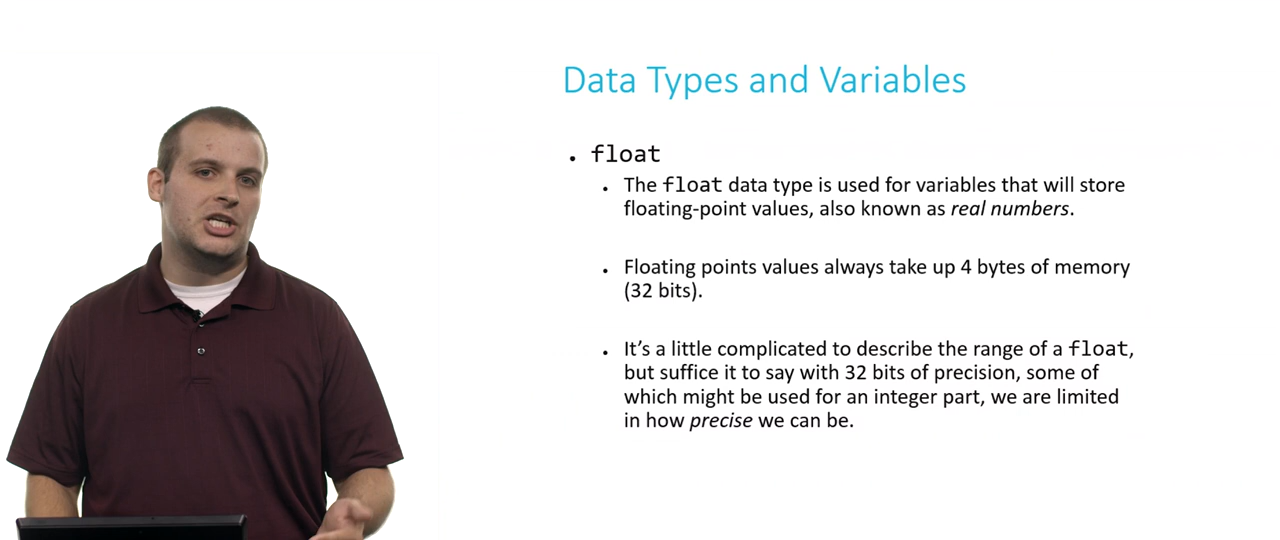 Data Types and Variables
• float
• The float data type is used for variables that will store
floating-point values, also known as real numbers.
• Floating points values always take up 4 bytes of memory
(32 bits).
• It’s a little complicated to describe the range of a float,
but suffice it to say with 32 bits of precision, some of
which might be used for an integer part, we are limited
in how precise we can be.